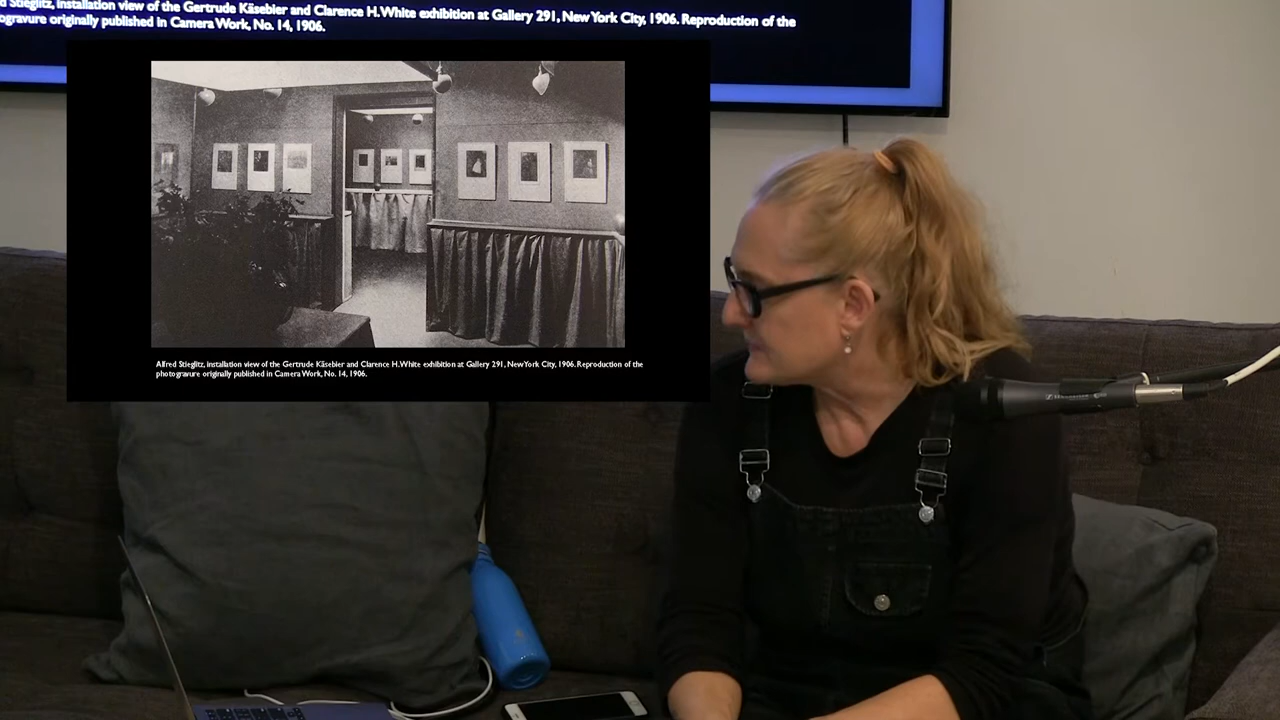 d Stieglitz, installation view of the Gertrude Käsebier and Clarence H. White exhibition at Gallery 291, New York City, 1906. Reproduction of the
ogravure originally published in Camera Work, No. 14, 1906.
Alfred Stieglitz, installation view of the Gertrude Käsebier and Clarence H. White exhibition at Gallery 291, New York City, 1906. Reproduction of the
photogravure originally published in Camera Work, No. 14, 1906.